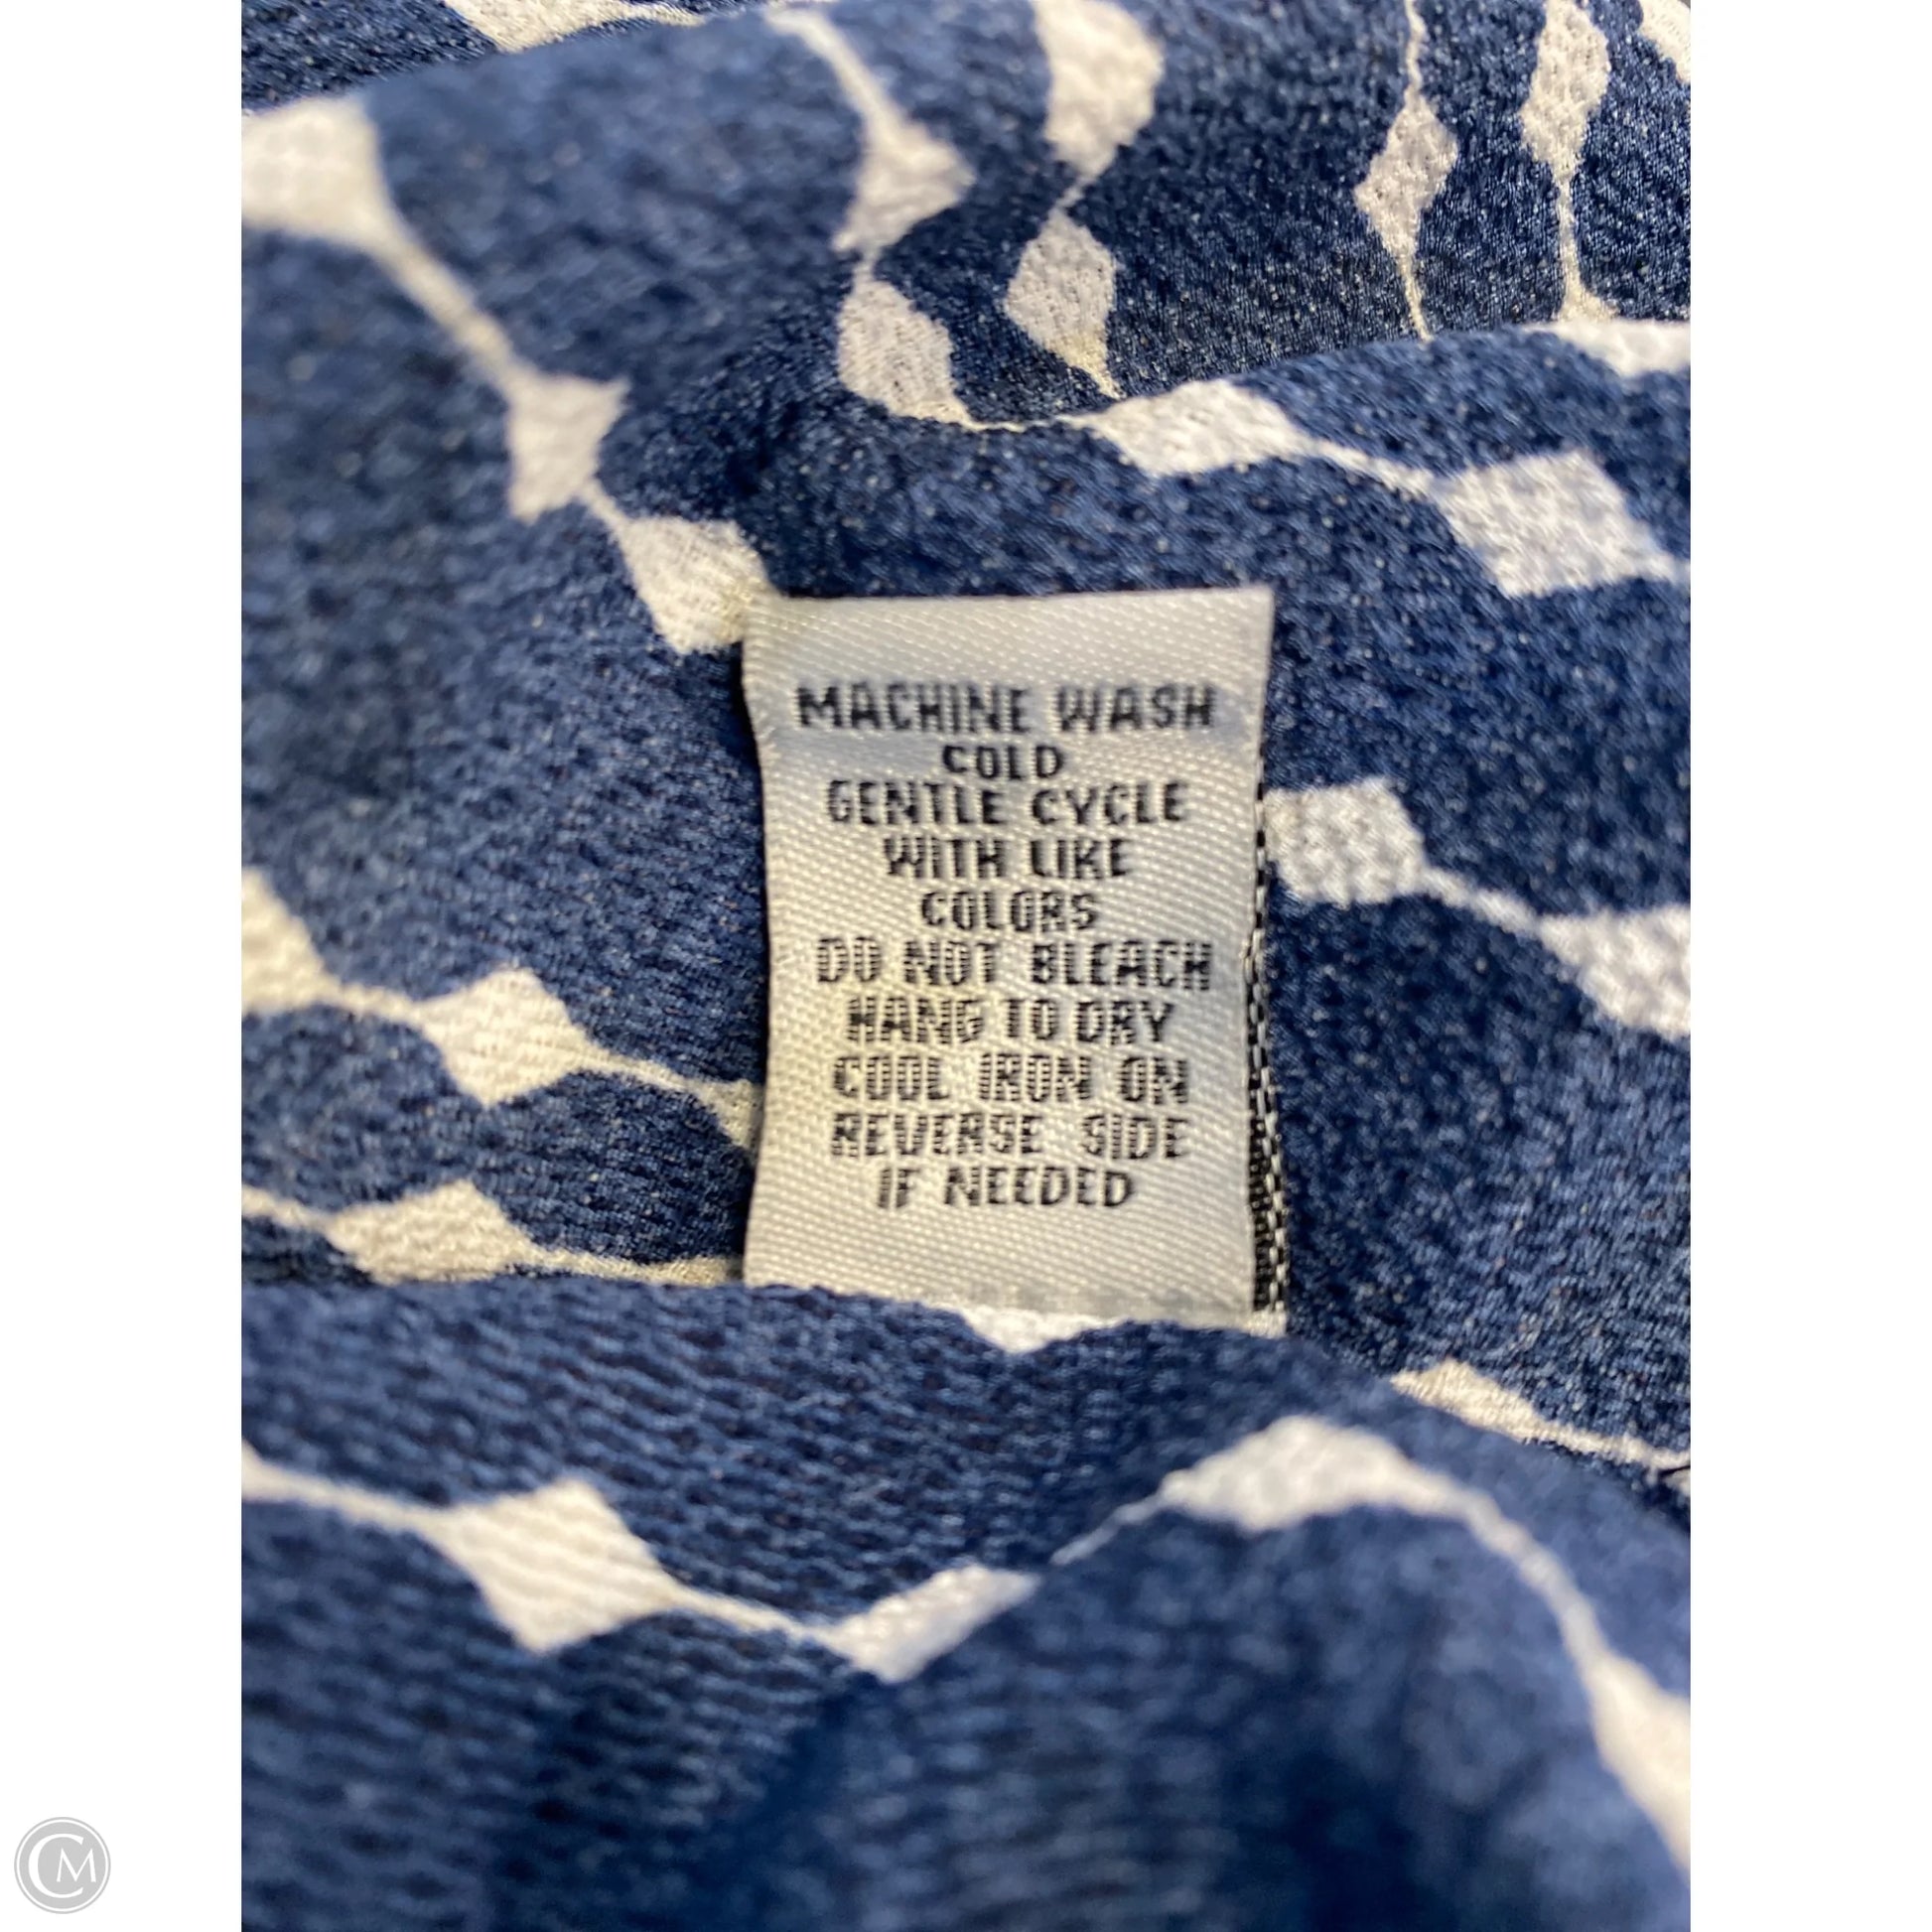 MACHINE WASH
COLD
GENTLE CYCLE
WITH LIKE
COLORS
DO NOT BLEACH
HANG TO DRY
COOL IRON ON
REVERSE SIDE
IF NEEDED
CM